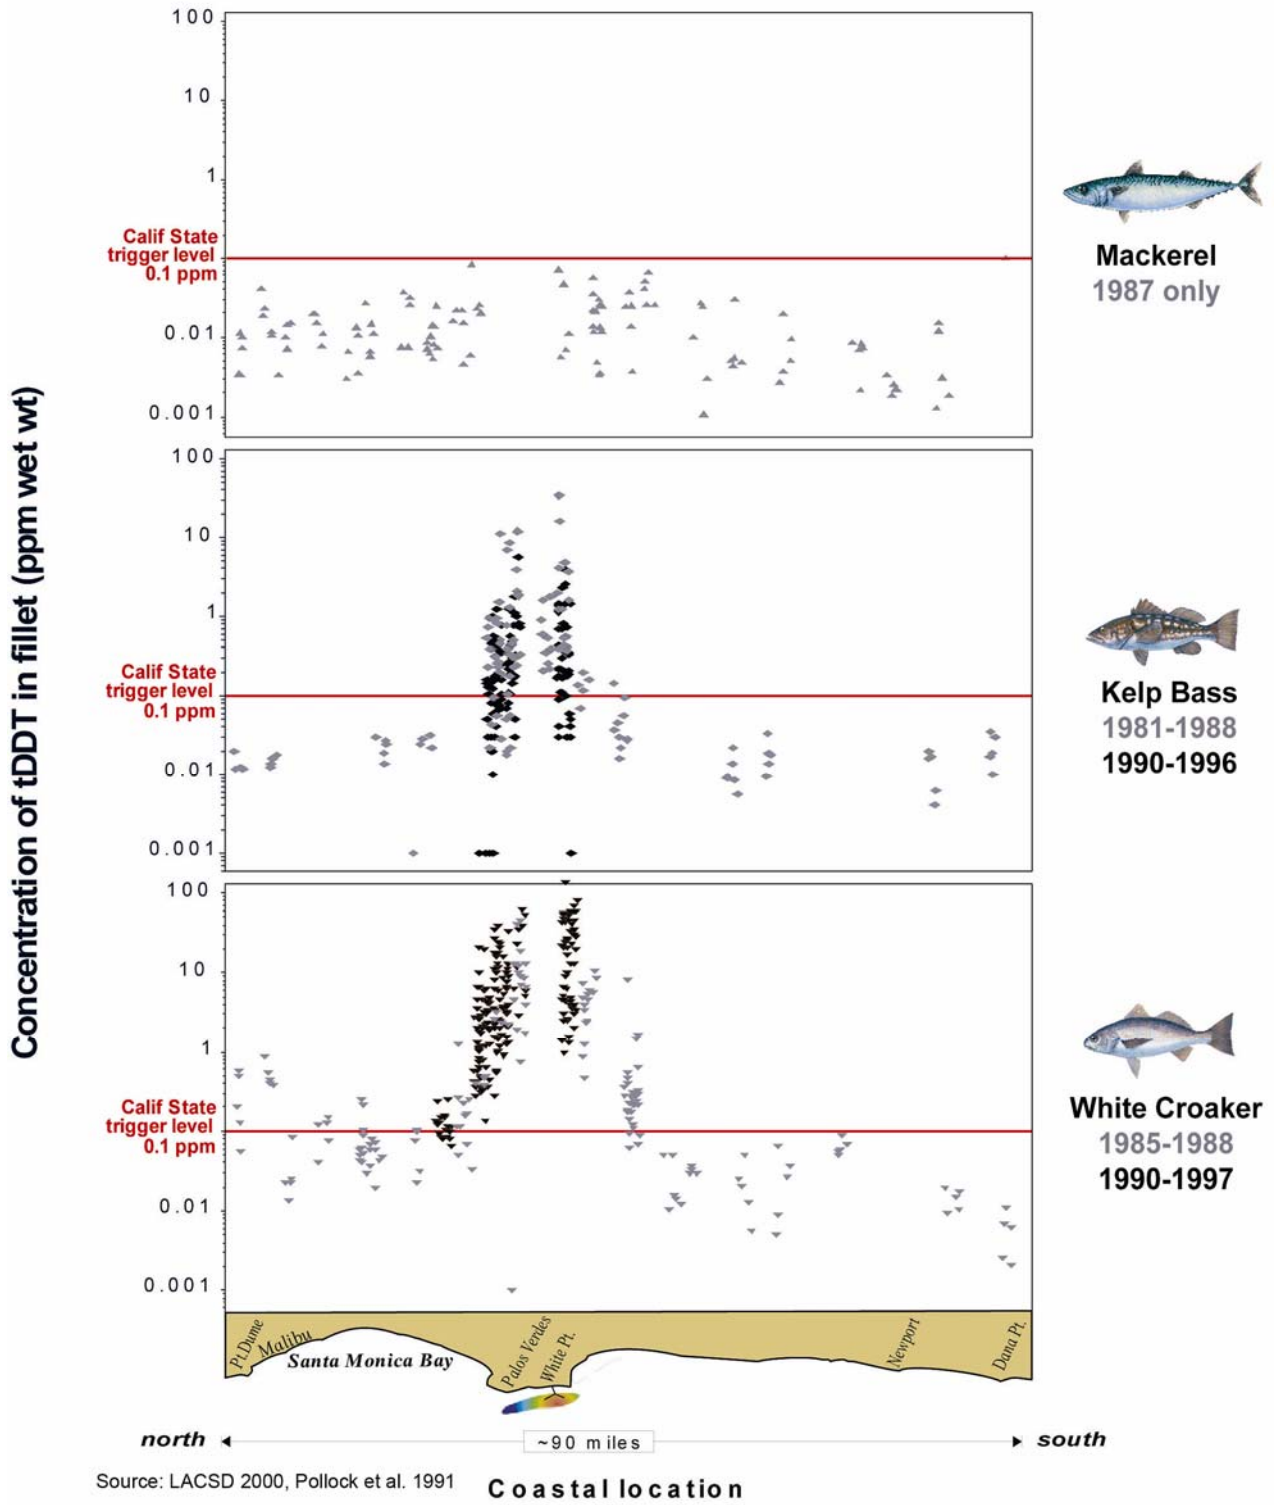 Concentration of tDDT in fillet (ppm wet wt)
100
10
1
Calif State
trigger level
0.1 ppm
0.01
0.001
Mackerel
1987 only
100
10
1
Calif State
trigger level
0.1 ppm
0.01
0.001
Kelp Bass
1981-1988
1990-1996
100
10
1
Calif State
trigger level
0.1 ppm
0.01
0.001
White Croaker
1985-1988
1990-1997
Pt.Dume
Malibu
Santa Monica Bay
Palos Verdes
White Pt.
Newport
Dana Pt.
north
~90 miles
south
Source: LACSD 2000, Pollock et al. 1991
Coastal location